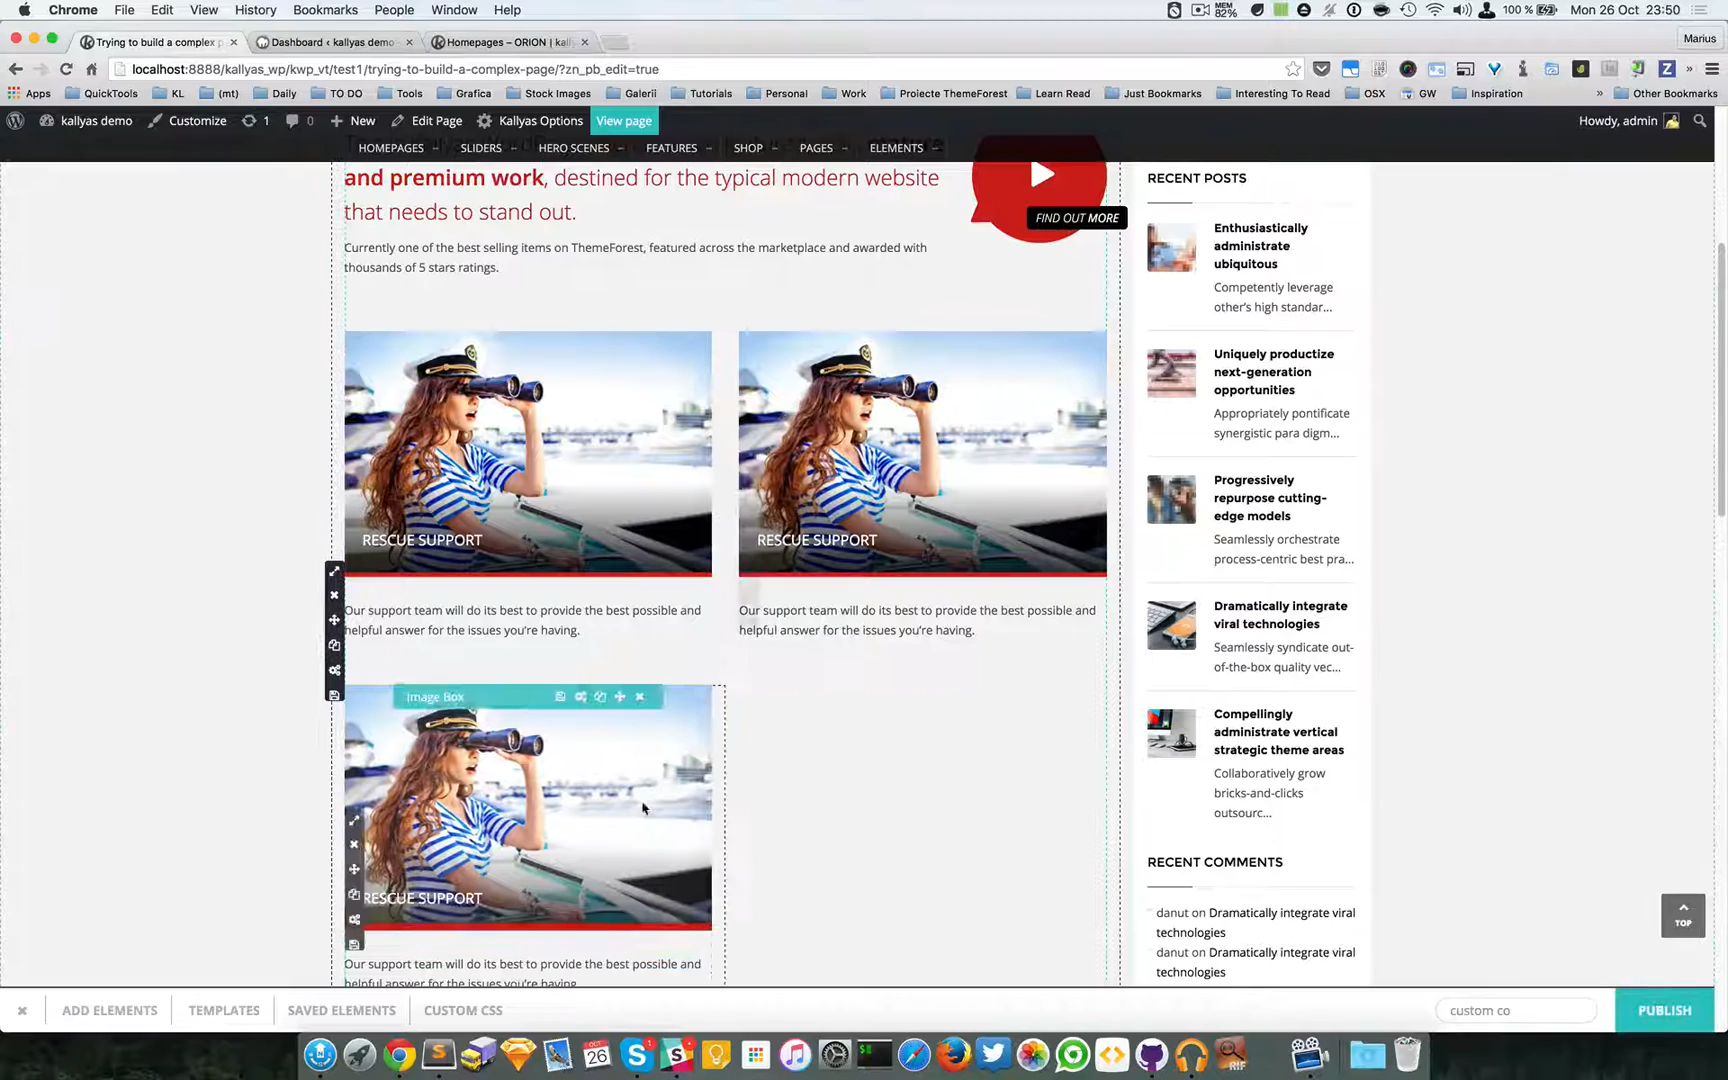 Chrome File Edit View History Bookmarks People Window Help
MEM 82%
100 % Mon 26 Oct 23:50
Trying to build a complex p
Dashboard ‹ kallyas demo
Homepages – ORION | kally
Marius
localhost:8888/kallyas_wp/kwp_vt/test1/trying-to-build-a-complex-page/?zn_pb_edit=true
Apps QuickTools KL (mt) Daily TO DO Tools Grafica Stock Images Galerii Tutorials Personal Work Proiecte ThemeForest Learn Read Just Bookmarks Interesting To Read OSX GW Inspiration » Other Bookmarks
kallyas demo Customize 1 0 New Edit Page Kallyas Options View page Howdy, admin
HOMEPAGES SLIDERS HERO SCENES FEATURES SHOP PAGES ELEMENTS
and premium work, destined for the typical modern website
that needs to stand out.
FIND OUT MORE
Currently one of the best selling items on ThemeForest, featured across the marketplace and awarded with
thousands of 5 stars ratings.
RESCUE SUPPORT
Our support team will do its best to provide the best possible and
helpful answer for the issues you're having.
RESCUE SUPPORT
Our support team will do its best to provide the best possible and
helpful answer for the issues you're having.
Image Box
RESCUE SUPPORT
Our support team will do its best to provide the best possible and
helpful answer for the issues you're having.
RECENT POSTS
Enthusiastically
administrate
ubiquitous
Competently leverage
other's high standar...
Uniquely productize
next-generation
opportunities
Appropriately pontificate
synergistic para digm...
Progressively
repurpose cutting-
edge models
Seamlessly orchestrate
process-centric best pra...
Dramatically integrate
viral technologies
Seamlessly syndicate out-
of-the-box quality vec...
Compellingly
administrate vertical
strategic theme areas
Collaboratively grow
bricks-and-clicks
outsourc...
RECENT COMMENTS
danut on Dramatically integrate viral
technologies
danut on Dramatically integrate viral
technologies
TOP
ADD ELEMENTS TEMPLATES SAVED ELEMENTS CUSTOM CSS custom co PUBLISH
OCT
26
RIF